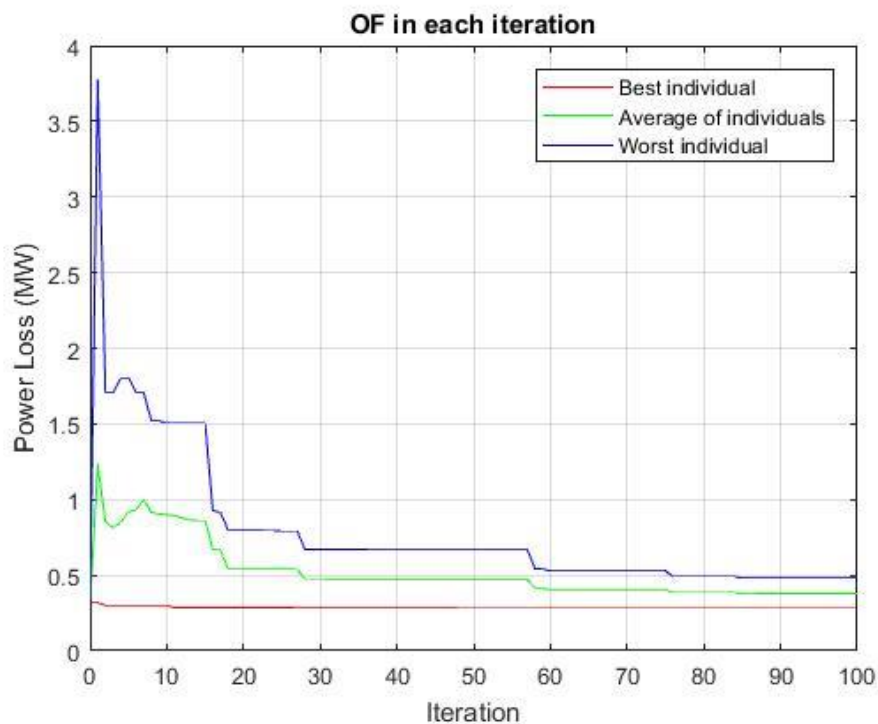 OF in each iteration
4
3.5
3
2.5
2
1.5
1
0.5
0
Power Loss (MW)
Best individual
Average of individuals
Worst individual
0 10 20 30 40 50 60 70 80 90 100
Iteration